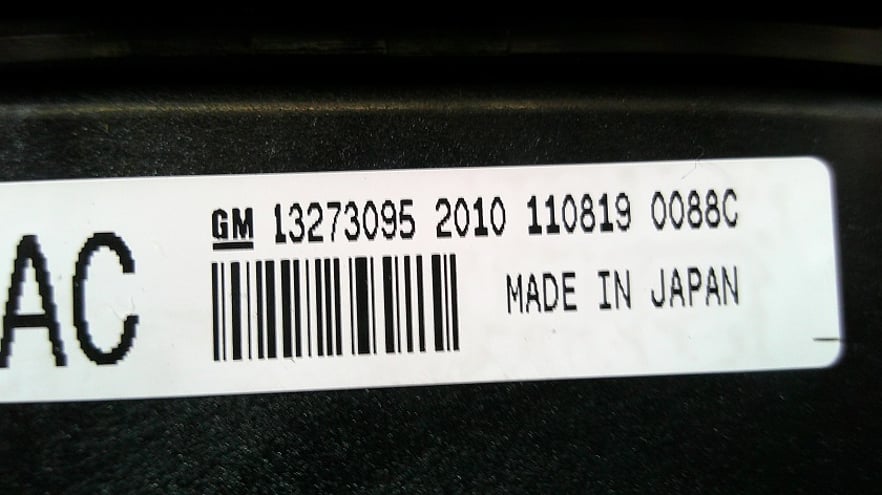 AC
GM 13273095 2010 110819 0088C
MADE IN JAPAN